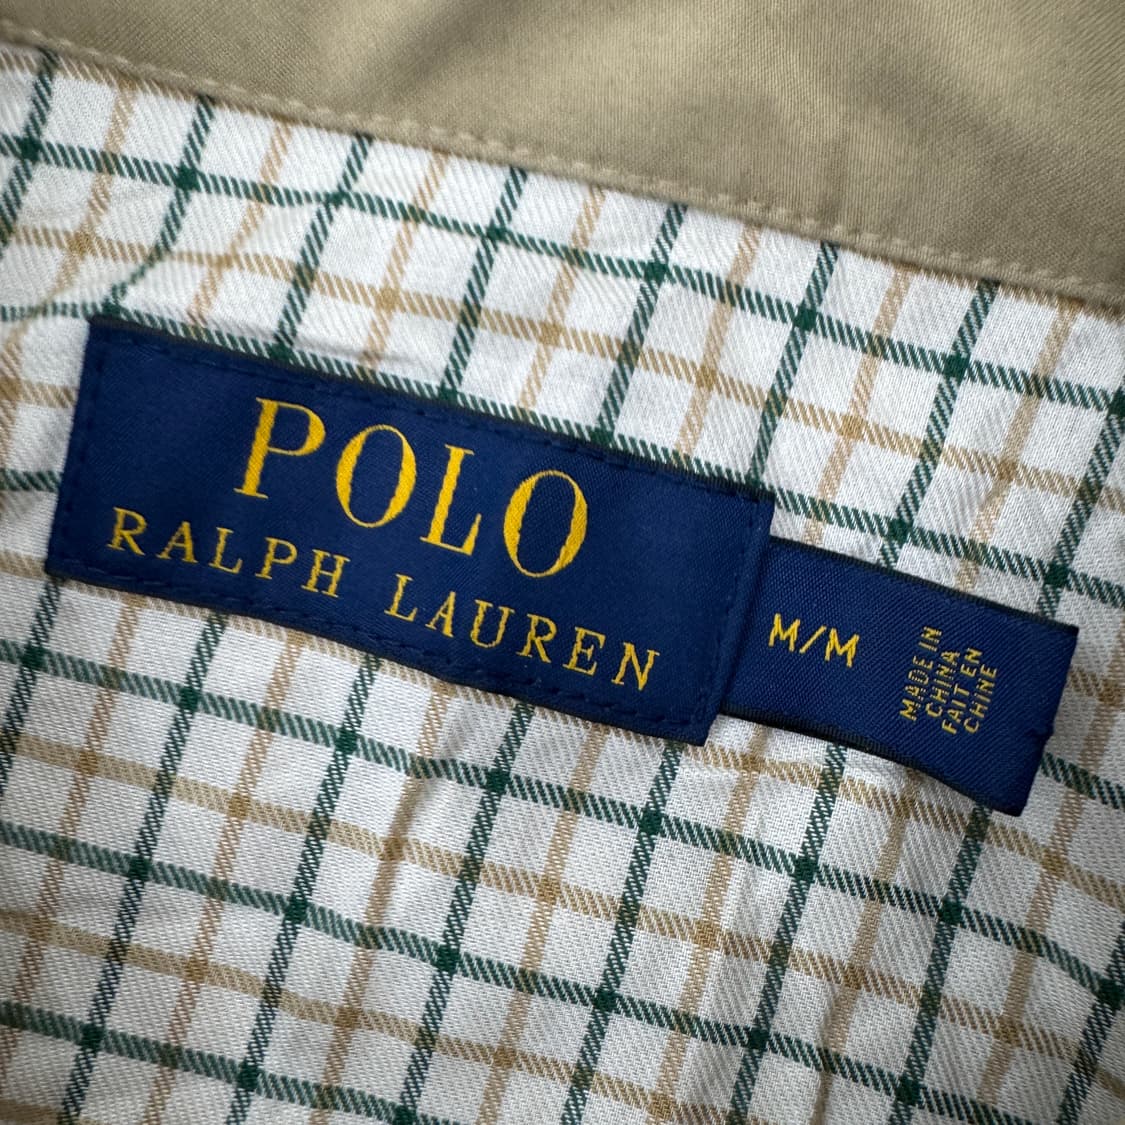 POLO
RALPH LAUREN
M/M
MADE IN
CHINA
FAIT EN
CHINE